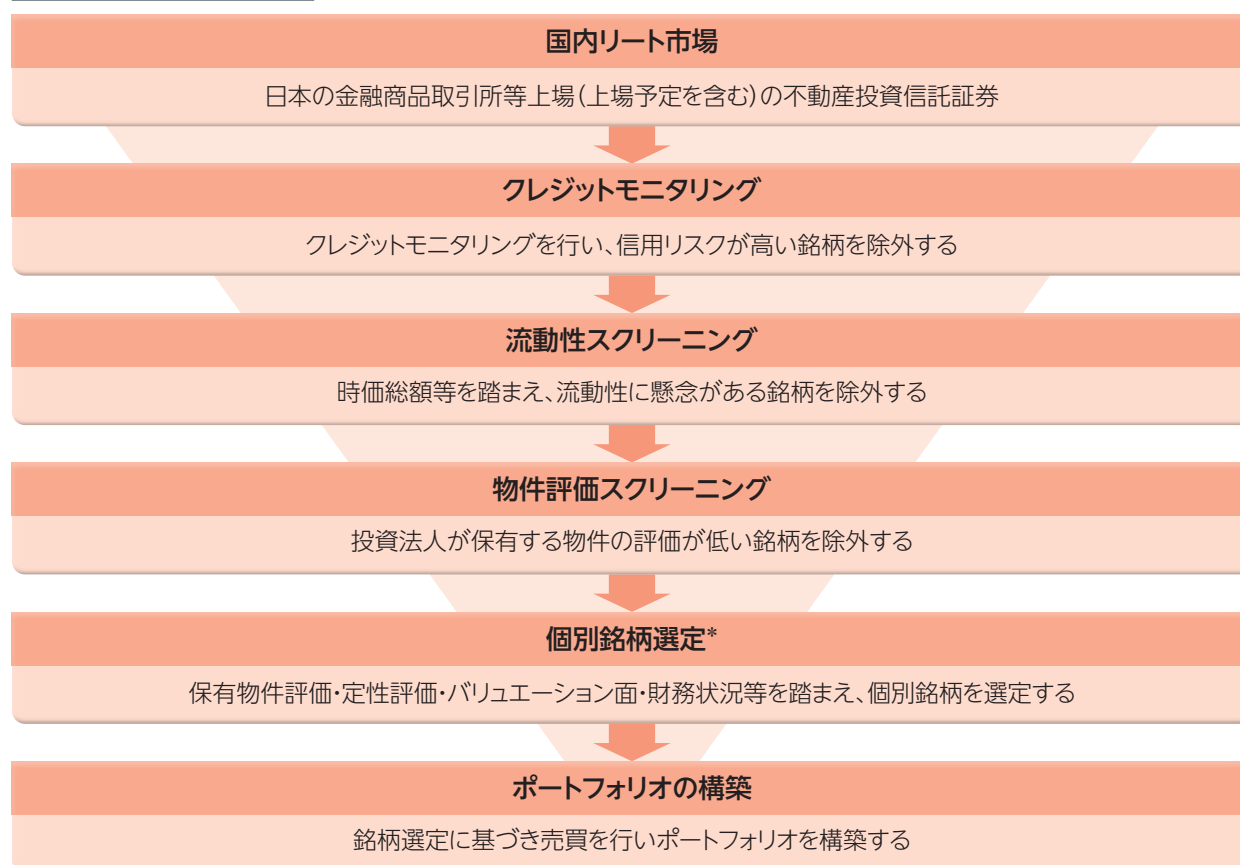 国内リート市場
日本の金融商品取引所等上場(上場予定を含む)の不動産投資信託証券
クレジットモニタリング
クレジットモニタリングを行い、信用リスクが高い銘柄を除外する
流動性スクリーニング
時価総額等を踏まえ、流動性に懸念がある銘柄を除外する
物件評価スクリーニング
投資法人が保有する物件の評価が低い銘柄を除外する
個別銘柄選定*
保有物件評価・定性評価・バリュエーション面・財務状況等を踏まえ、個別銘柄を選定する
ポートフォリオの構築
銘柄選定に基づき売買を行いポートフォリオを構築する